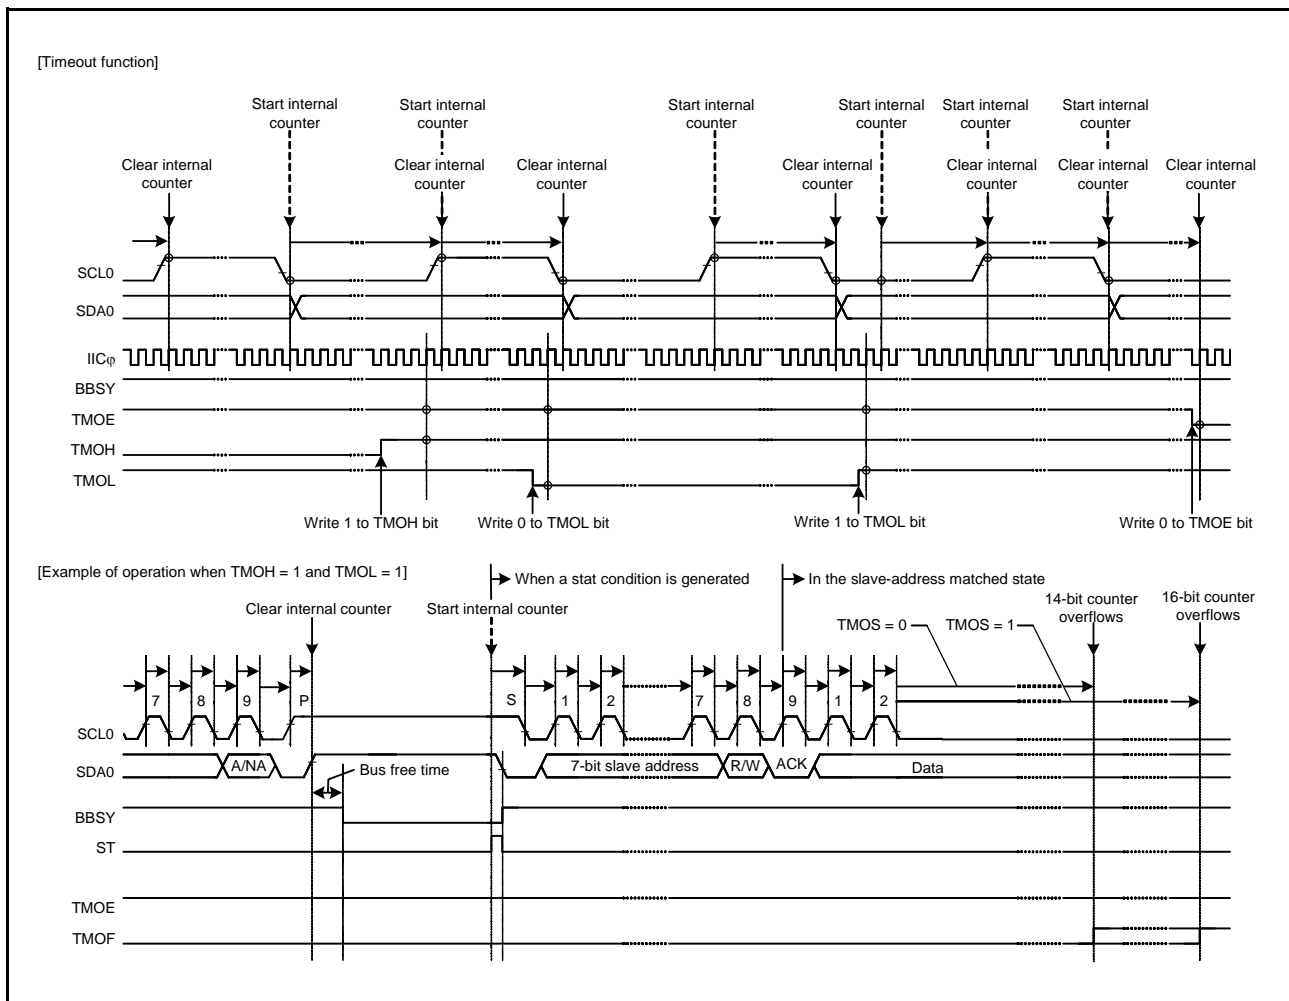 [Timeout function]
Start internal
counter
Start internal
counter
Start internal
counter
Start internal
counter
Start internal
counter
Start internal
counter
Clear internal
counter
Clear internal
counter
Clear internal
counter
Clear internal
counter
Clear internal
counter
Clear internal
counter
Clear internal
counter
SCL0
SDA0
IICφ
BBSY
TMOE
TMOH
TMOL
Write 1 to TMOH bit
Write 0 to TMOL bit
Write 1 to TMOL bit
Write 0 to TMOE bit
[Example of operation when TMOH = 1 and TMOL = 1]
When a stat condition is generated
In the slave-address matched state
Clear internal counter
Start internal counter
14-bit counter
overflows
16-bit counter
overflows
TMOS = 0
TMOS = 1
7 8 9 P S 1 2 7 8 9 1 2
SCL0
SDA0
A/NA
Bus free time
7-bit slave address
R/W
ACK
Data
BBSY
ST
TMOE
TMOF